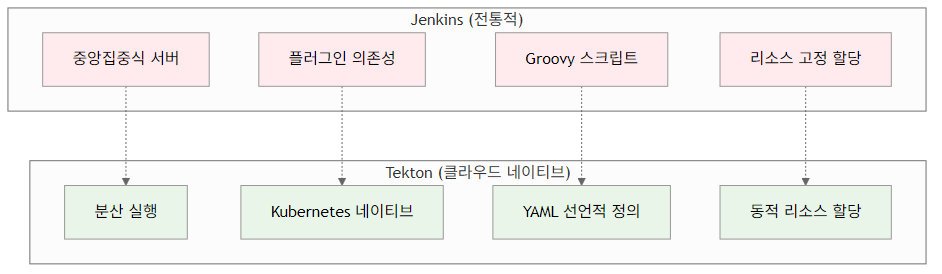 Jenkins (전통적)
중앙집중식 서버
플러그인 의존성
Groovy 스크립트
리소스 고정 할당
Tekton (클라우드 네이티브)
분산 실행
Kubernetes 네이티브
YAML 선언적 정의
동적 리소스 할당